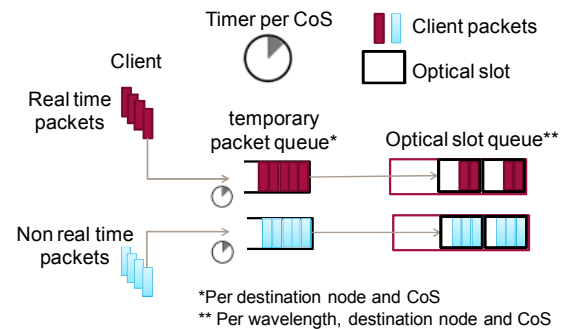 Timer per CoS
Client packets
Client
Optical slot
Real time
packets
temporary
packet queue*
Optical slot queue**
Non real time
packets
*Per destination node and CoS
** Per wavelength, destination node and CoS